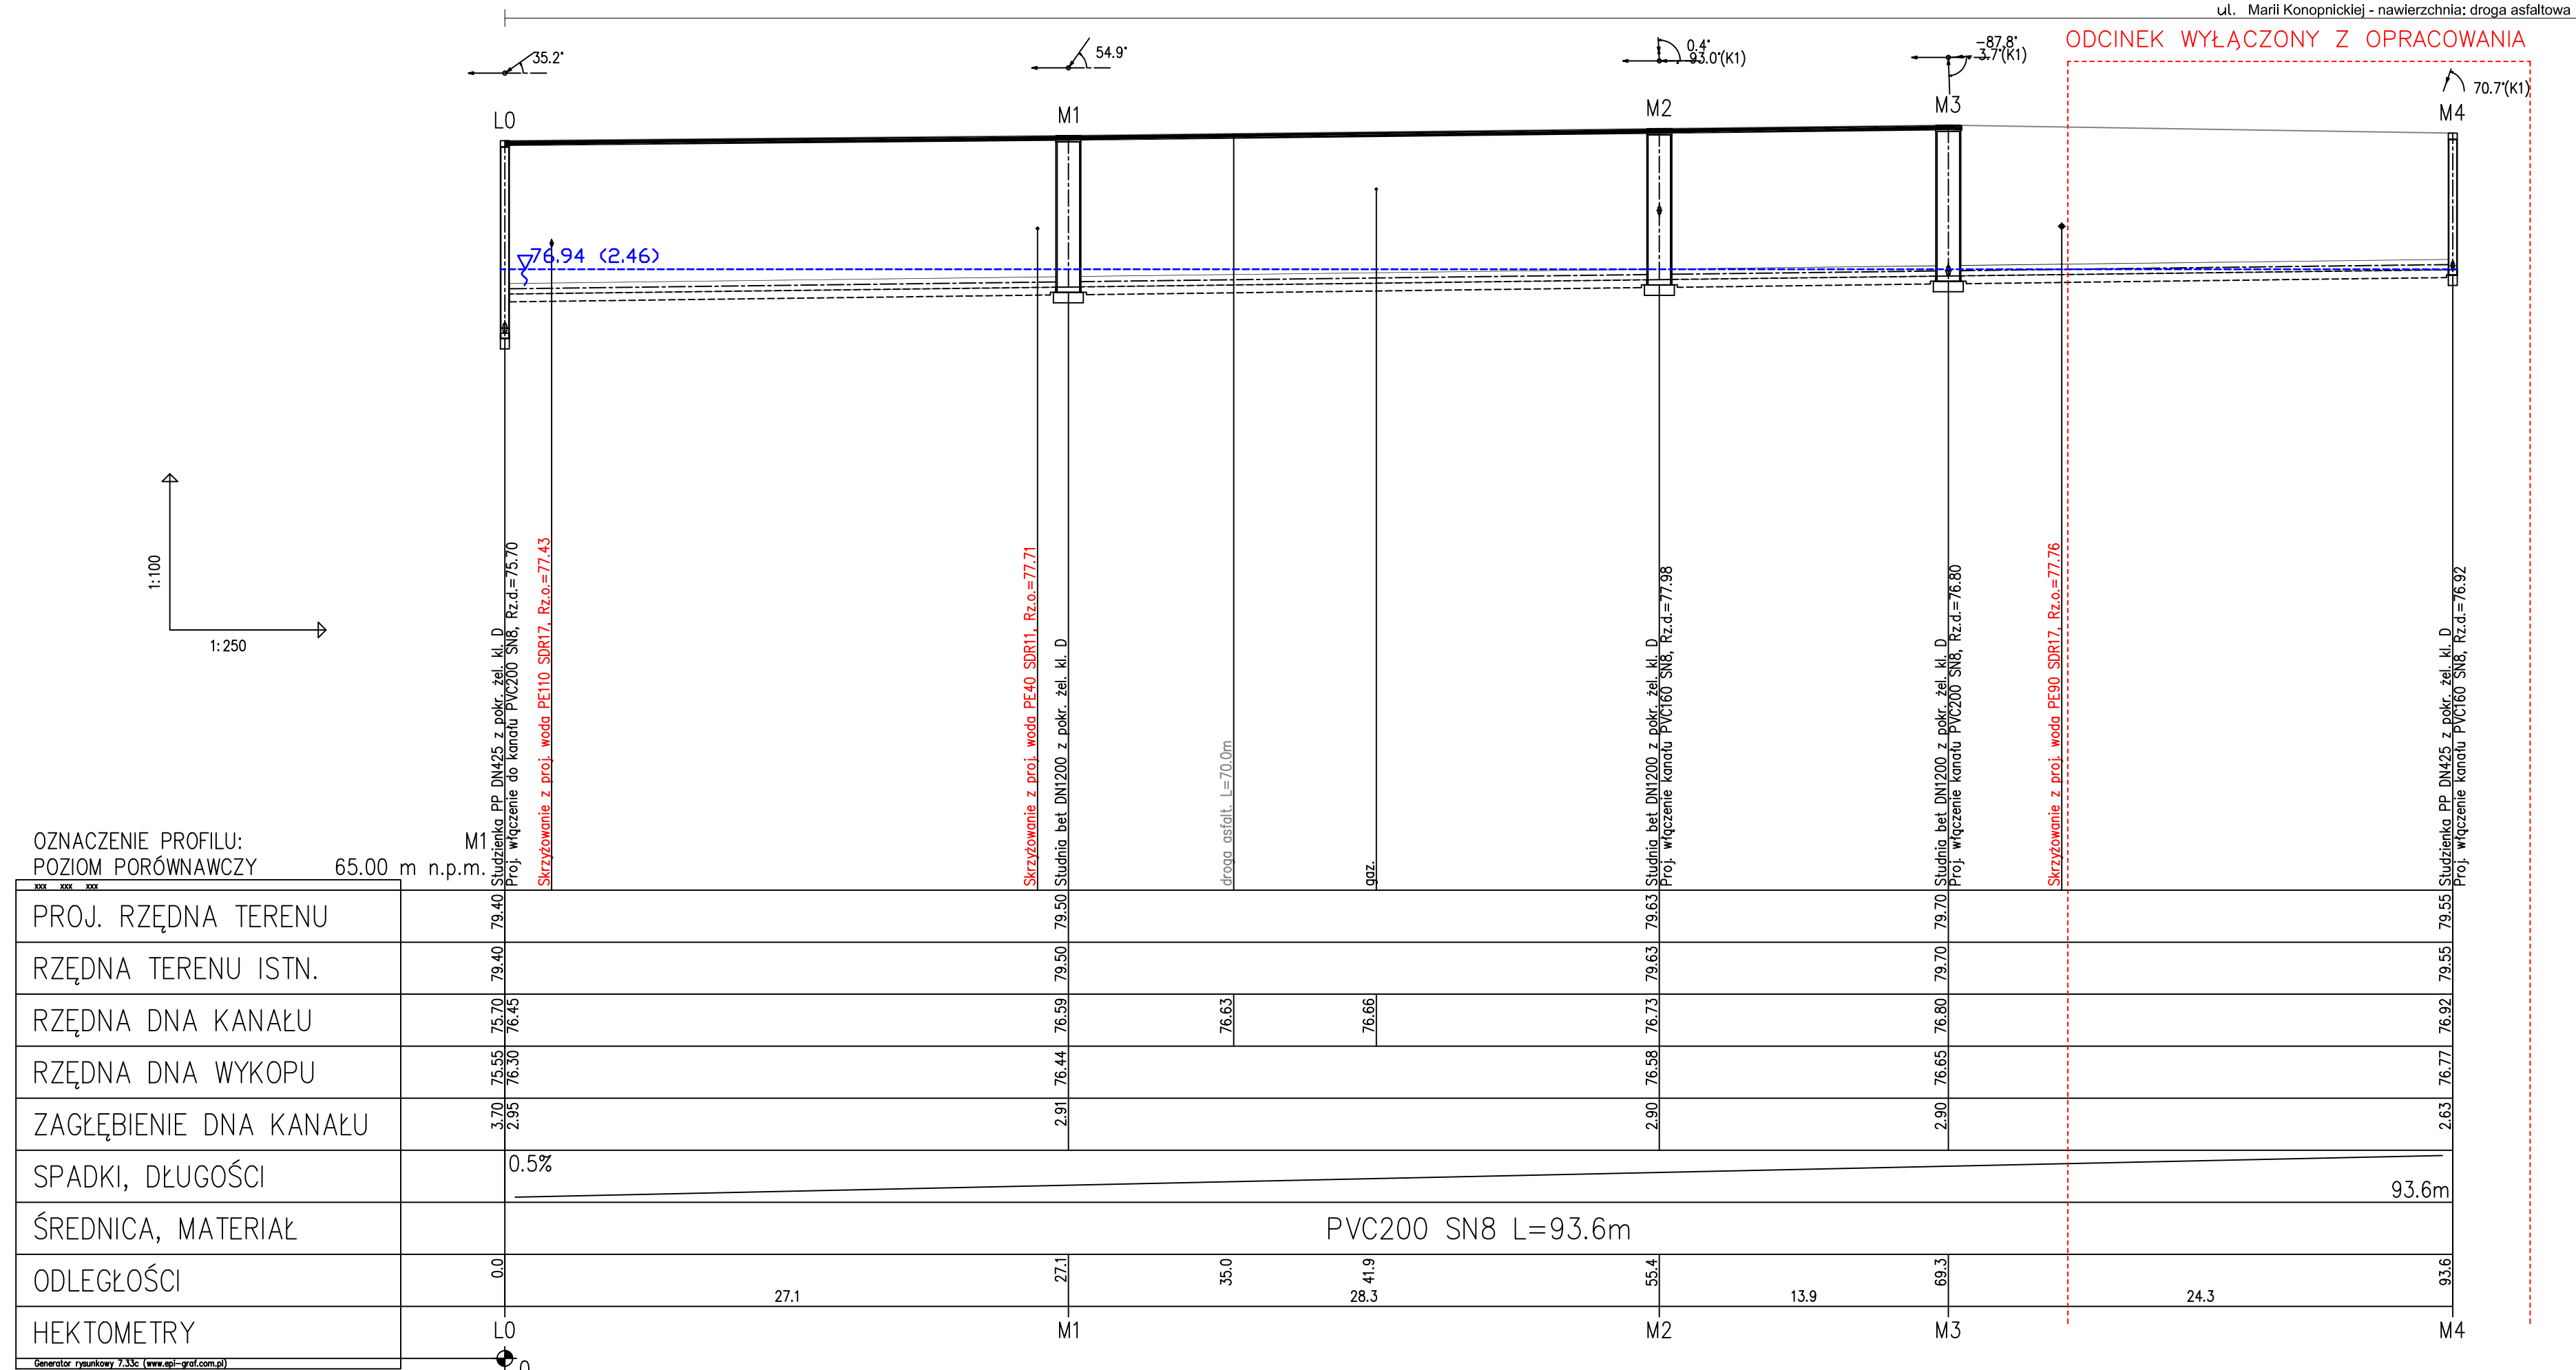 ul. Marii Konopnickiej - nawierzchnia: droga asfaltowa
ODCINEK WYŁĄCZONY Z OPRACOWANIA
35.2°
54.9°
0.4°
93.0°(K1)
-87.8°
3.7°(K1)
70.7°(K1)
L0
M1
M2
M3
M4
76.94 (2.46)
1:100
1:250
Studzienka PP DN425 z pokr. żel. kl. D
Proj. włączenie do kanału PVC200 SN8, Rz.d.=75.70
Skrzyżowanie z proj. woda PE110 SDR17, Rz.o.=77.43
Skrzyżowanie z proj. woda PE40 SDR11, Rz.o.=77.71
Studnia bet DN1200 z pokr. żel. kl. D
droga asfalt. L=70.0m
gaz.
Studnia bet DN1200 z pokr. żel. kl. D
Proj. włączenie kanału PVC160 SN8, Rz.d.=77.98
Studnia bet DN1200 z pokr. żel. kl. D
Proj. włączenie kanału PVC200 SN8, Rz.d.=76.80
Skrzyżowanie z proj. woda PE90 SDR17, Rz.o.=77.76
Studzienka PP DN425 z pokr. żel. kl. D
Proj. włączenie kanału PVC160 SN8, Rz.d.=76.92
OZNACZENIE PROFILU: M1.
POZIOM PORÓWNAWCZY 65.00 m n.p.m.
xxx xxx xxx
PROJ. RZĘDNA TERENU 79.40 79.50 79.63 79.70 79.55
RZĘDNA TERENU ISTN. 79.40 79.50 79.63 79.70 79.55
RZĘDNA DNA KANAŁU 75.70 76.45 76.59 76.63 76.66 76.73 76.80 76.92
RZĘDNA DNA WYKOPU 75.55 76.30 76.44 76.58 76.65 76.77
ZAGŁĘBIENIE DNA KANAŁU 3.70 2.95 2.91 2.90 2.90 2.63
SPADKI, DŁUGOŚCI 0.5% 93.6m
ŚREDNICA, MATERIAŁ PVC200 SN8 L=93.6m
ODLEGŁOŚCI 0.0 27.1 35.0 41.9 55.4 69.3 93.6
27.1 28.3 13.9 24.3
HEKTOMETRY L0 M1 M2 M3 M4
Generator rysunkowy 7.33c (www.epi-graf.com.pl)
0